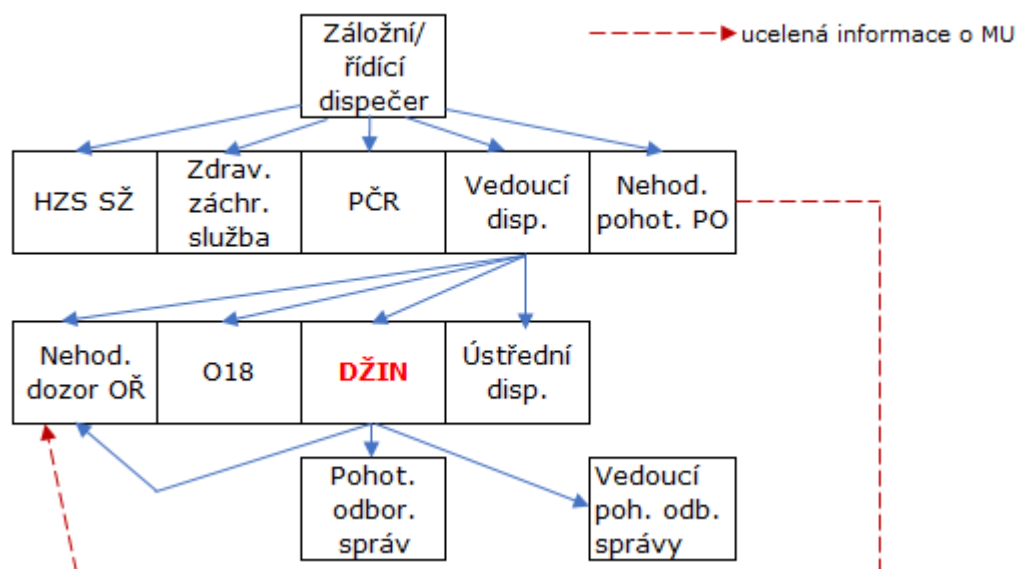 Záložní/
řídící
dispečer
ucelená informace o MU
HZS SŽ
Zdrav.
záchr.
služba
PČR
Vedoucí
disp.
Nehod.
pohot. PO
Nehod.
dozor OŘ
O18
DŽIN
Ústřední
disp.
Pohot.
odbor.
správ
Vedoucí
poh. odb.
správy